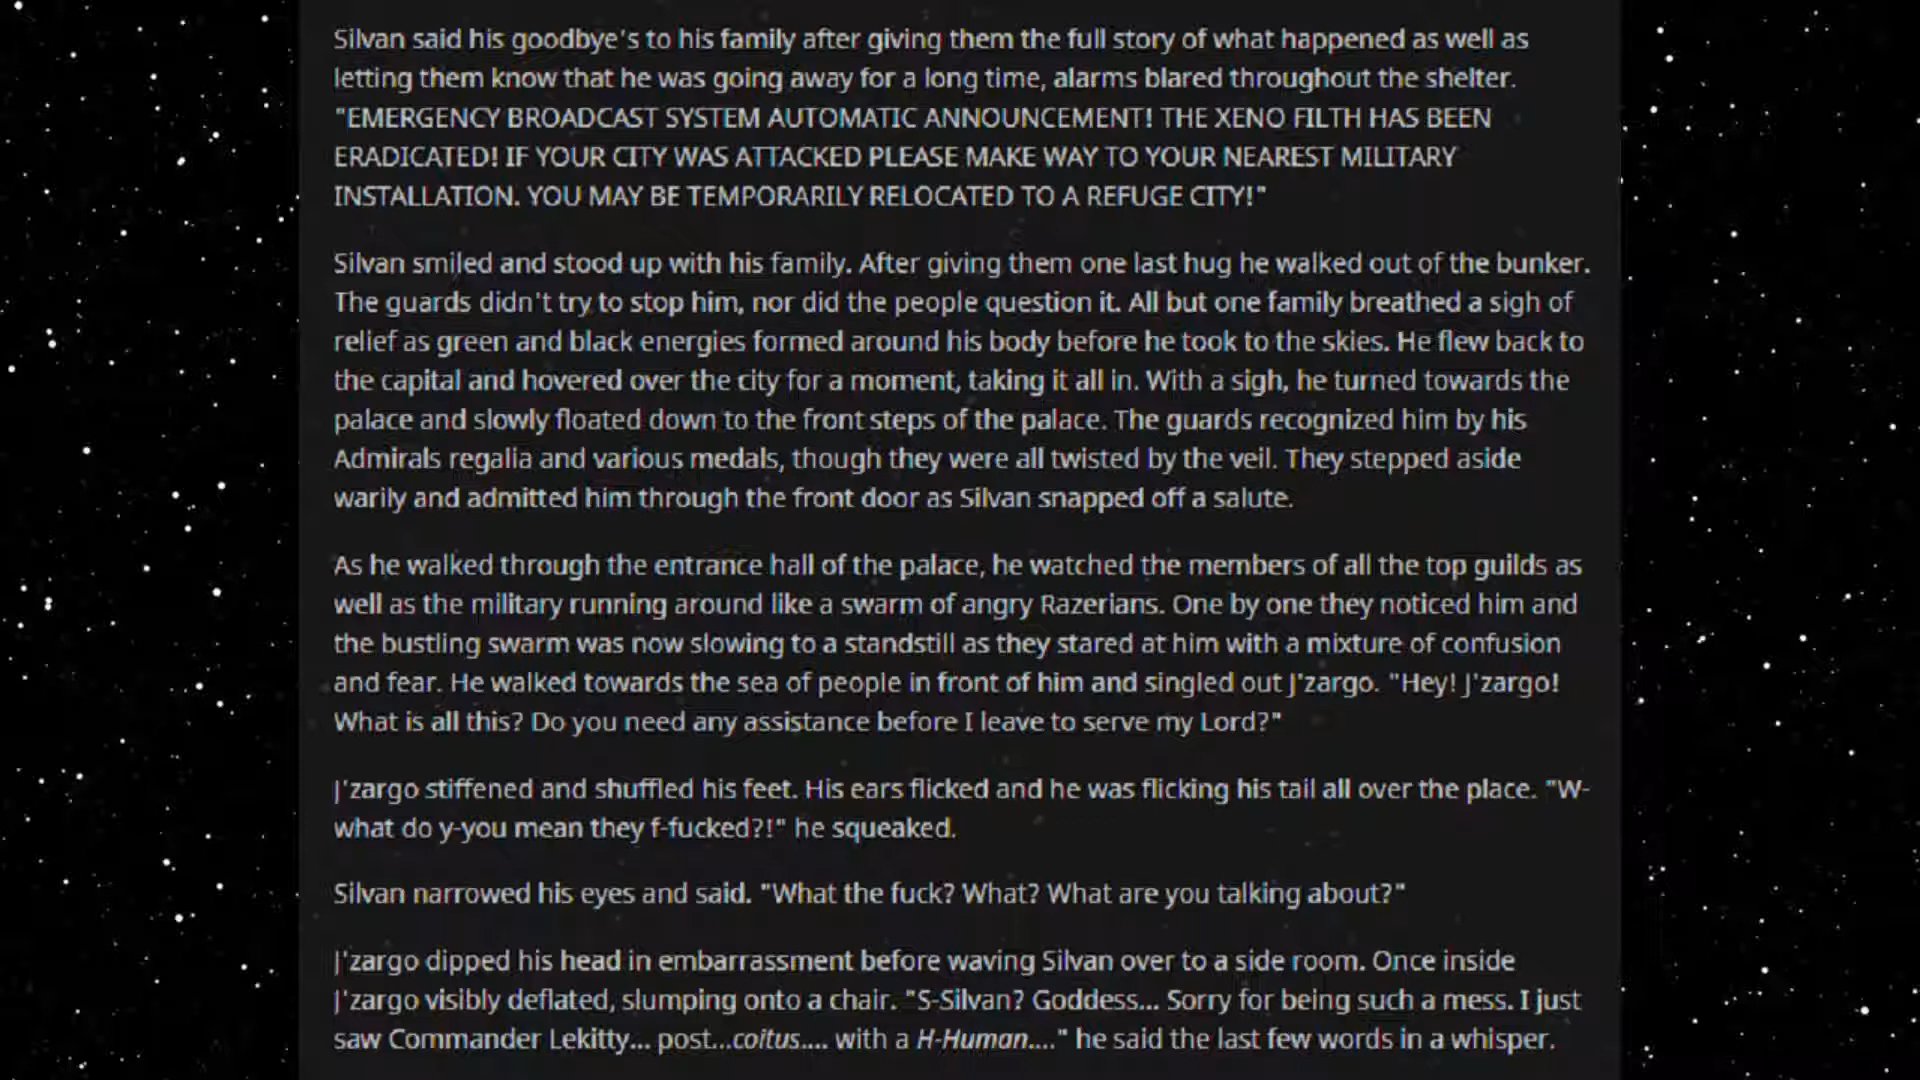 Silvan said his goodbye's to his family after giving them the full story of what happened as well as
letting them know that he was going away for a long time, alarms blared throughout the shelter.
"EMERGENCY BROADCAST SYSTEM AUTOMATIC ANNOUNCEMENT! THE XENO FILTH HAS BEEN
ERADICATED! IF YOUR CITY WAS ATTACKED PLEASE MAKE WAY TO YOUR NEAREST MILITARY
INSTALLATION. YOU MAY BE TEMPORARILY RELOCATED TO A REFUGE CITY!"
Silvan smiled and stood up with his family. After giving them one last hug he walked out of the bunker.
The guards didn't try to stop him, nor did the people question it. All but one family breathed a sigh of
relief as green and black energies formed around his body before he took to the skies. He flew back to
the capital and hovered over the city for a moment, taking it all in. With a sigh, he turned towards the
palace and slowly floated down to the front steps of the palace. The guards recognized him by his
Admirals regalia and various medals, though they were all twisted by the veil. They stepped aside
warily and admitted him through the front door as Silvan snapped off a salute.
As he walked through the entrance hall of the palace, he watched the members of all the top guilds as
well as the military running around like a swarm of angry Razerians. One by one they noticed him and
the bustling swarm was now slowing to a standstill as they stared at him with a mixture of confusion
and fear. He walked towards the sea of people in front of him and singled out J'zargo. "Hey! J'zargo!
What is all this? Do you need any assistance before I leave to serve my Lord?"
J'zargo stiffened and shuffled his feet. His ears flicked and he was flicking his tail all over the place. "W-
what do y-you mean they f-fucked?!" he squeaked.
Silvan narrowed his eyes and said. "What the fuck? What? What are you talking about?"
J'zargo dipped his head in embarrassment before waving Silvan over to a side room. Once inside
J'zargo visibly deflated, slumping onto a chair. "S-Silvan? Goddess... Sorry for being such a mess. I just
saw Commander Lekitty... post...coitus.... with a H-Human...." he said the last few words in a whisper.